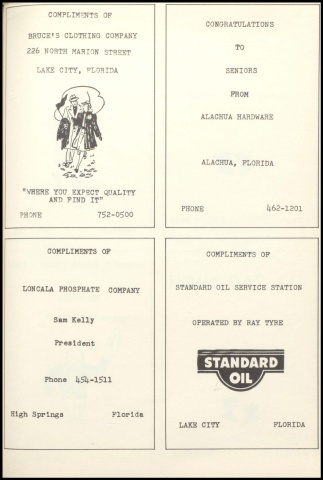 COMPLIMENTS OF
BRUCE'S CLOTHING COMPANY
226 NORTH MARION STREET
LAKE CITY, FLORIDA
"WHERE YOU EXPECT QUALITY
AND FIND IT"
PHONE 752-0500
CONGRATULATIONS
TO
SENIORS
FROM
ALACHUA HARDWARE
ALACHUA, FLORIDA
PHONE 462-1201
COMPLIMENTS OF
LONCALA PHOSPHATE COMPANY
Sam Kelly
President
Phone 454-1511
High Springs Florida
COMPLIMENTS OF
STANDARD OIL SERVICE STATION
OPERATED BY RAY TYRE
STANDARD
OIL
LAKE CITY FLORIDA